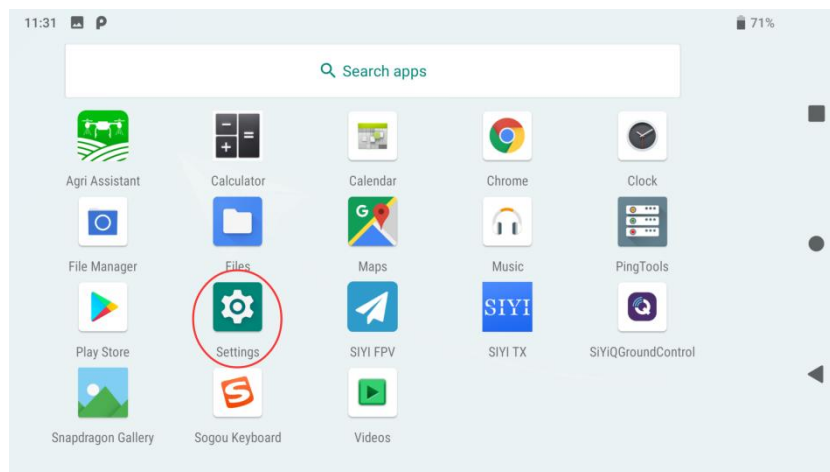 11:31
71%
Search apps
Agri Assistant
Calculator
Calendar
Chrome
Clock
G
File Manager
Files
Maps
Music
PingTools
SIYI
Play Store
Settings
SIYI FPV
SIYI TX
SiYiQGroundControl
Snapdragon Gallery
Sogou Keyboard
Videos